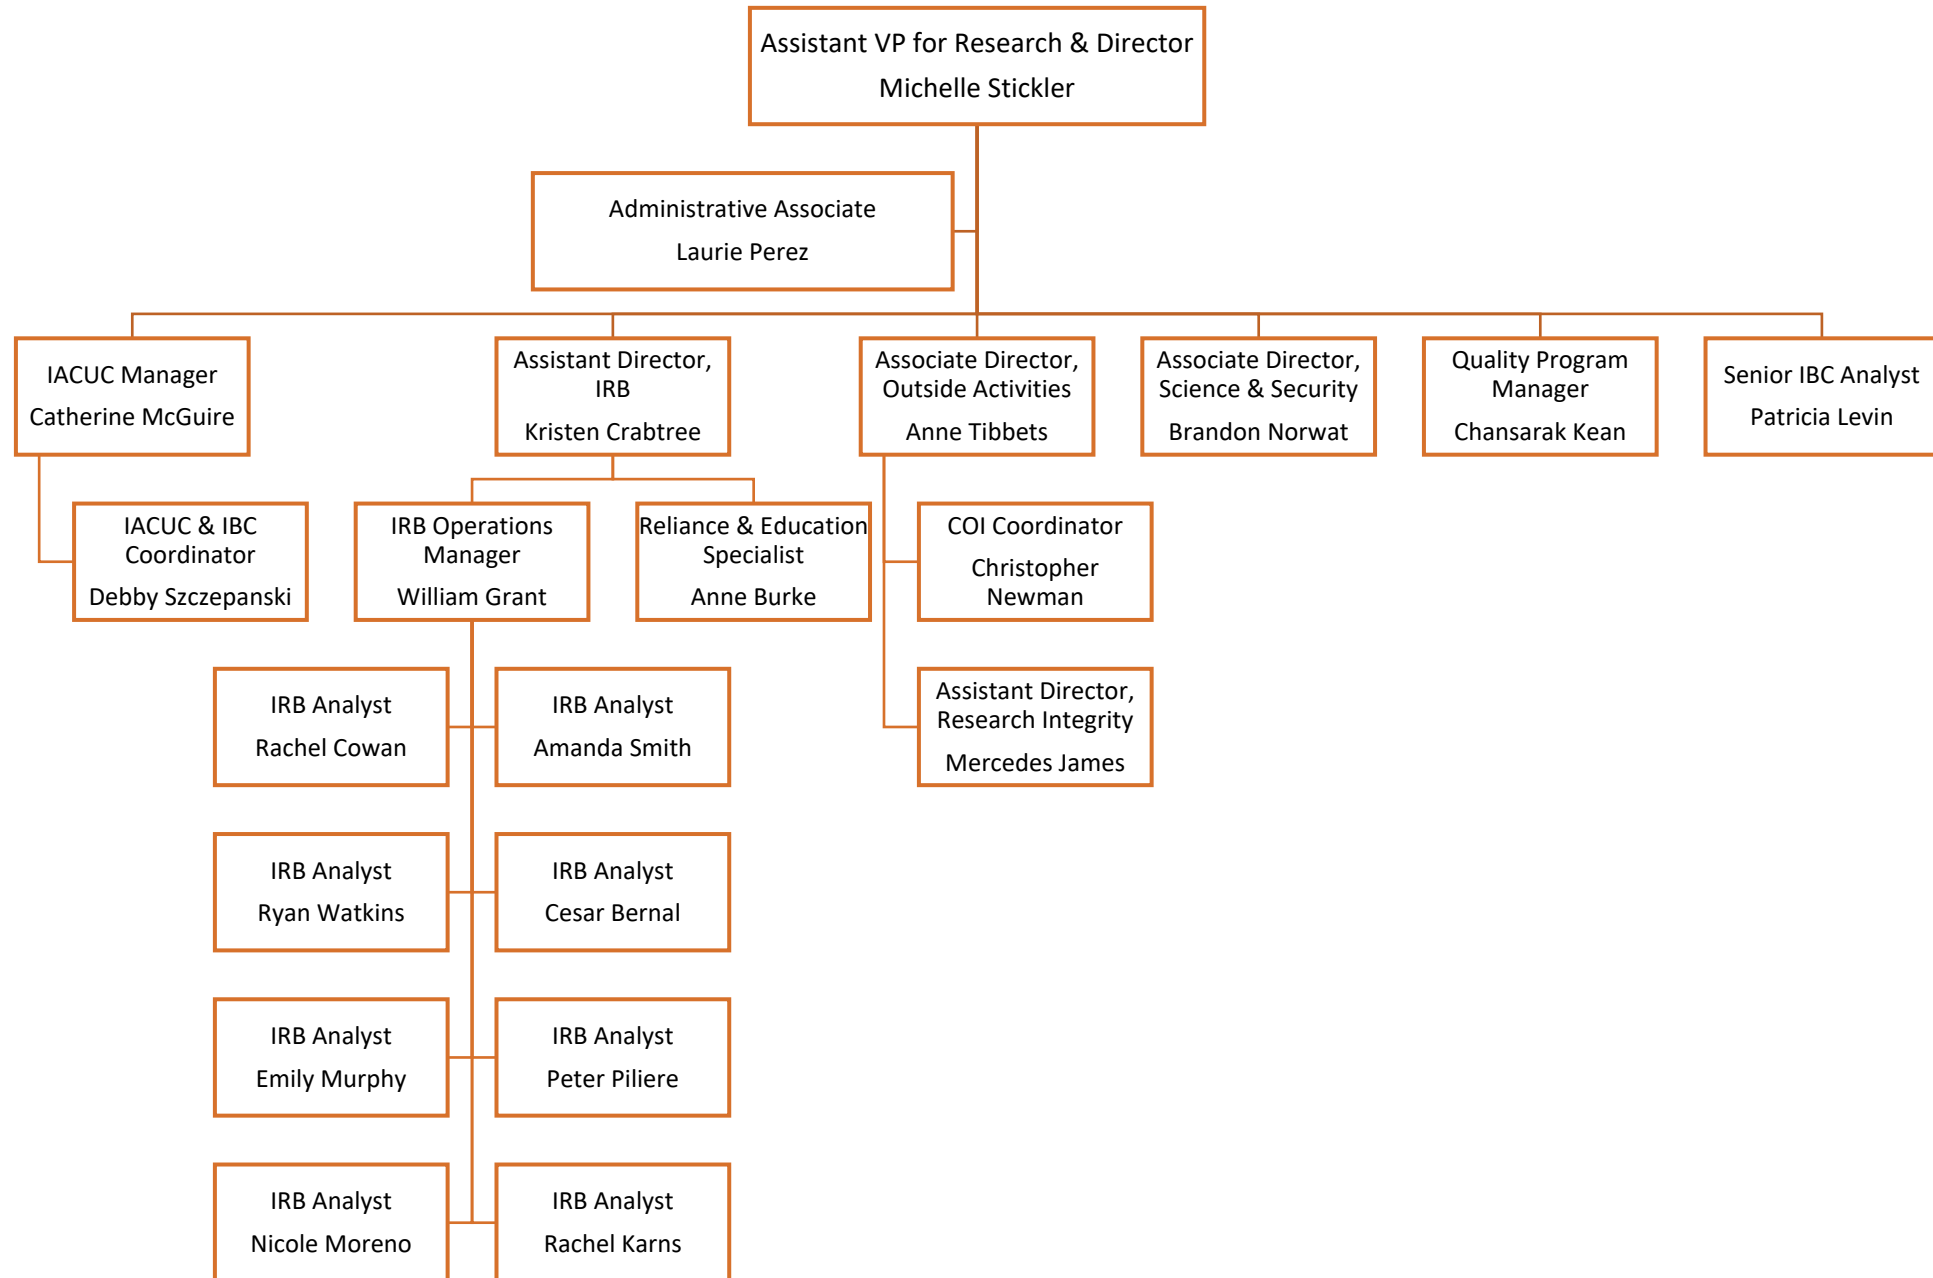 Assistant VP for Research & Director
Michelle Stickler
Administrative Associate
Laurie Perez
IACUC Manager
Catherine McGuire
Assistant Director,
IRB
Kristen Crabtree
Associate Director,
Outside Activities
Anne Tibbets
Associate Director,
Science & Security
Brandon Norwat
Quality Program
Manager
Chansarak Kean
Senior IBC Analyst
Patricia Levin
IACUC & IBC
Coordinator
Debby Szczepanski
IRB Operations
Manager
William Grant
Reliance & Education
Specialist
Anne Burke
COI Coordinator
Christopher
Newman
IRB Analyst
Rachel Cowan
IRB Analyst
Amanda Smith
Assistant Director,
Research Integrity
Mercedes James
IRB Analyst
Ryan Watkins
IRB Analyst
Cesar Bernal
IRB Analyst
Emily Murphy
IRB Analyst
Peter Piliere
IRB Analyst
Nicole Moreno
IRB Analyst
Rachel Karns